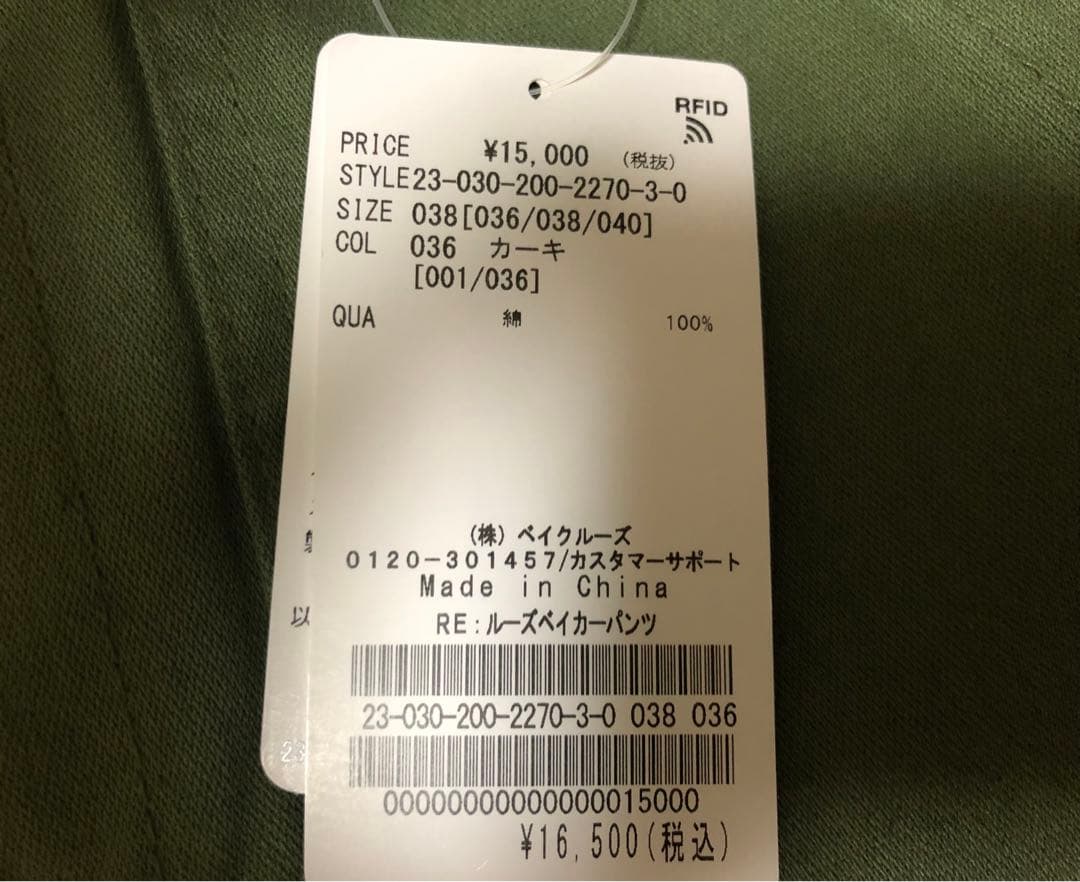 RFID
PRICE ¥15,000 (税抜)
STYLE23-030-200-2270-3-0
SIZE 038[036/038/040]
COL 036 カーキ
[001/036]
QUA 綿 100%
(株) ベイクルーズ
0120-301457/カスタマーサポート
Made in China
RE:ルーズベイカーパンツ
23-030-200-2270-3-0 038 036
00000000000000015000
¥16,500(税込)
以
23